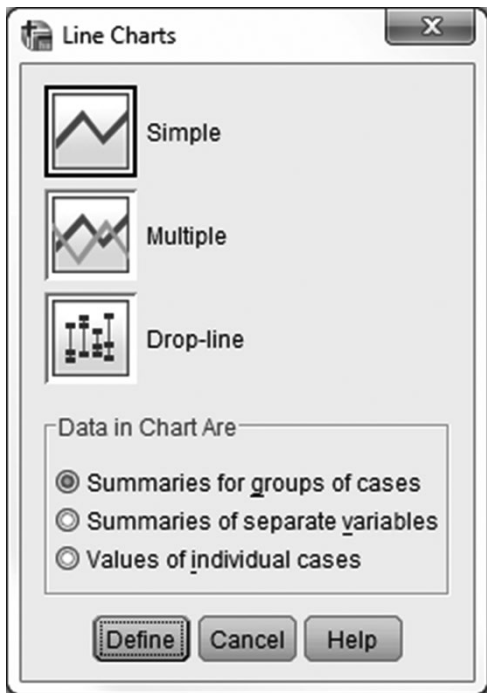 Line Charts
Simple
Multiple
Drop-line
Data in Chart Are
Summaries for groups of cases
Summaries of separate variables
Values of individual cases
Define Cancel Help